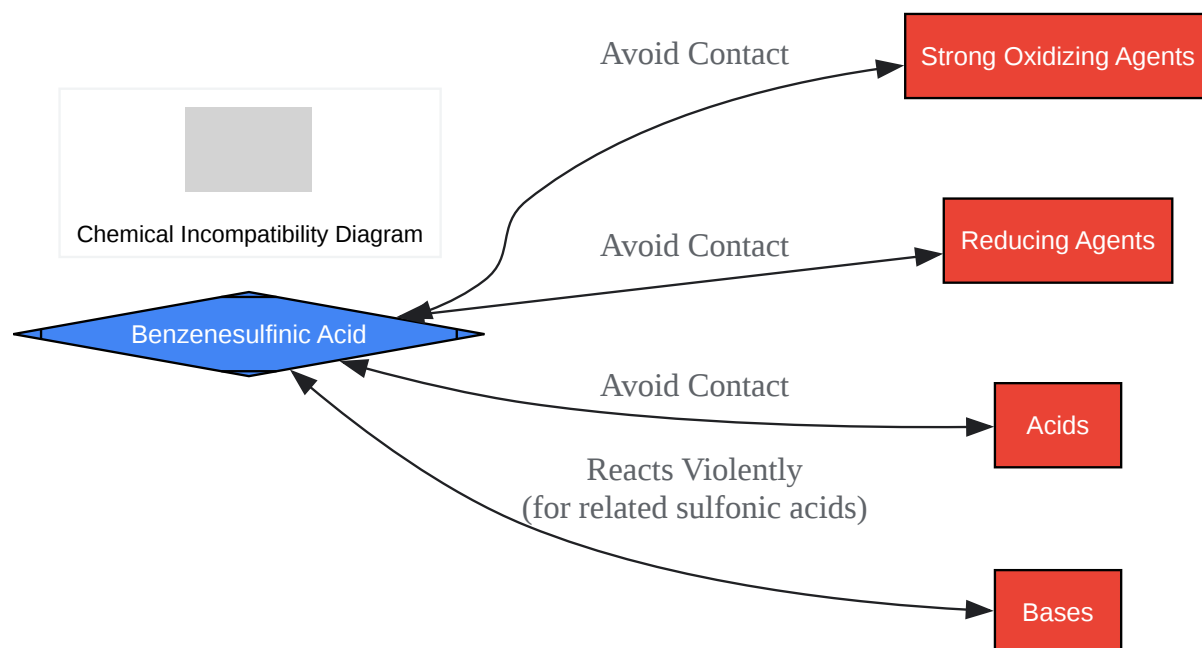 Avoid Contact
Strong Oxidizing Agents
Chemical Incompatibility Diagram
Avoid Contact
Reducing Agents
Benzenesulfinic Acid
Avoid Contact
Acids
Reacts Violently
(for related sulfonic acids)
Bases